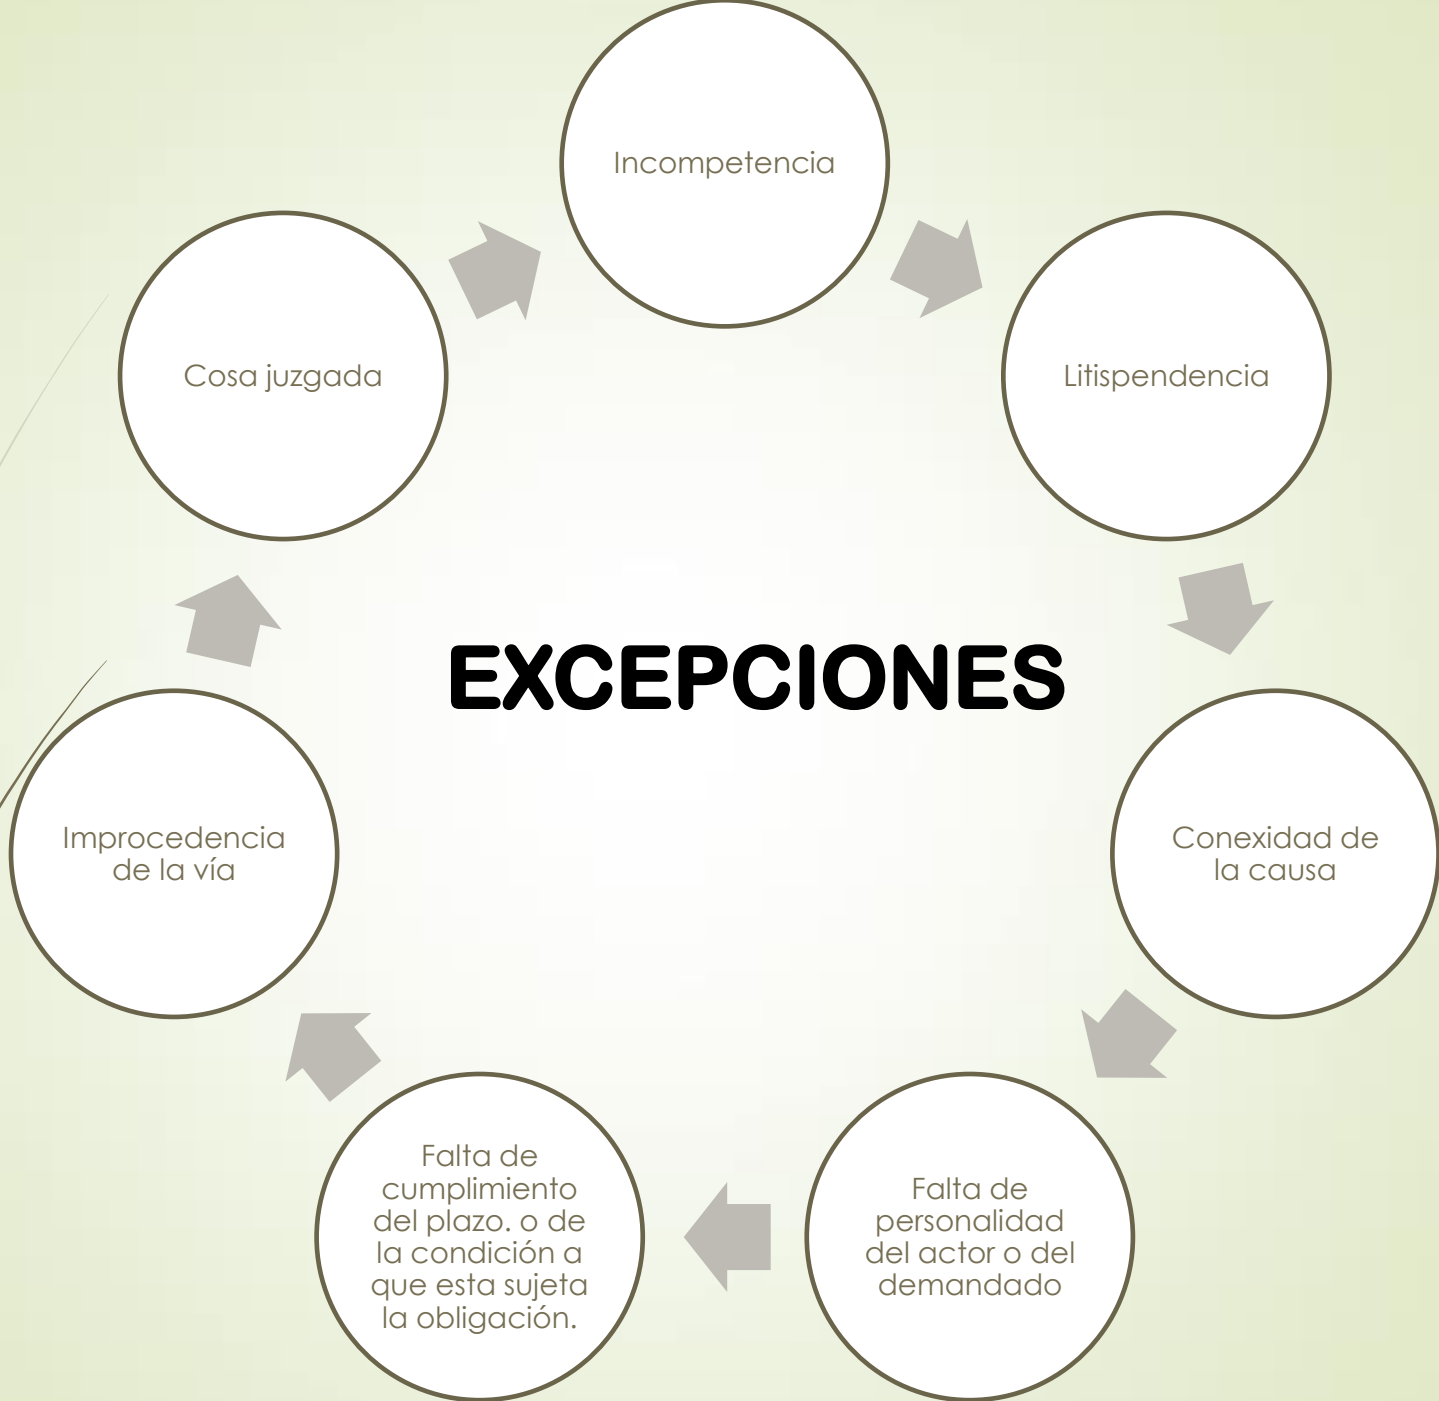 Incompetencia
Litispendencia
Conexidad de
la causa
Falta de
personalidad
del actor o del
demandado
Falta de
cumplimiento
del plazo. o de
la condición a
que esta sujeta
la obligación.
Improcedencia
de la vía
Cosa juzgada
EXCEPCIONES